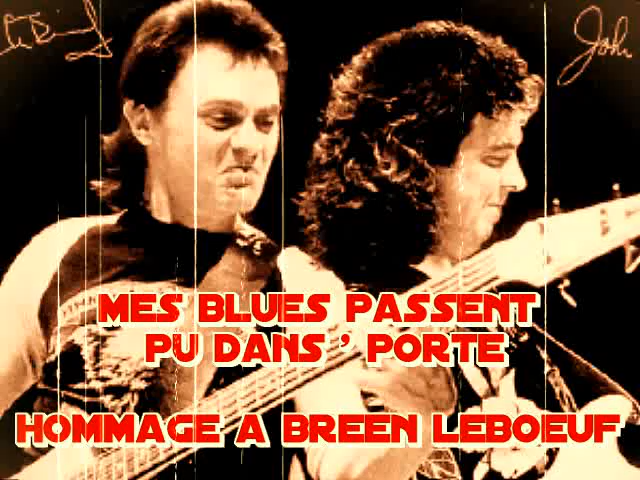 MES BLUES PASSENT
PU DANS ' PORTE
HOMMAGE A BREEN LEBOEUF